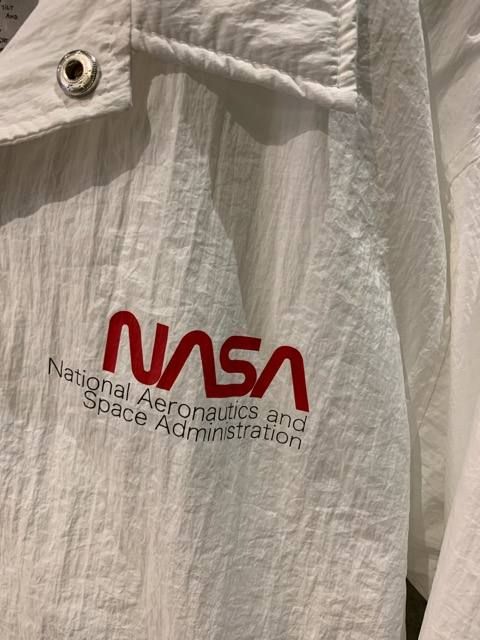 NASA
National Aeronautics and
Space Administration